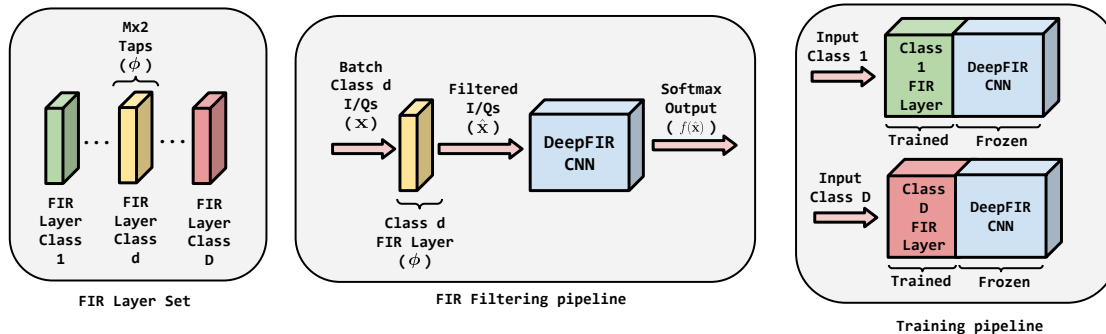 Mx2
Taps
(ϕ)
...
...
FIR
Layer
Class
1
FIR
Layer
Class
d
FIR
Layer
Class
D
FIR Layer Set
Batch
Class d
I/Qs
(x)
Filtered
I/Qs
(x̂)
DeepFIR
CNN
Softmax
Output
(f(x̂))
Class d
FIR Layer
(ϕ)
FIR Filtering pipeline
Input
Class 1
Class
1
FIR
Layer
DeepFIR
CNN
Trained
Frozen
Input
Class D
Class
D
FIR
Layer
DeepFIR
CNN
Trained
Frozen
Training pipeline